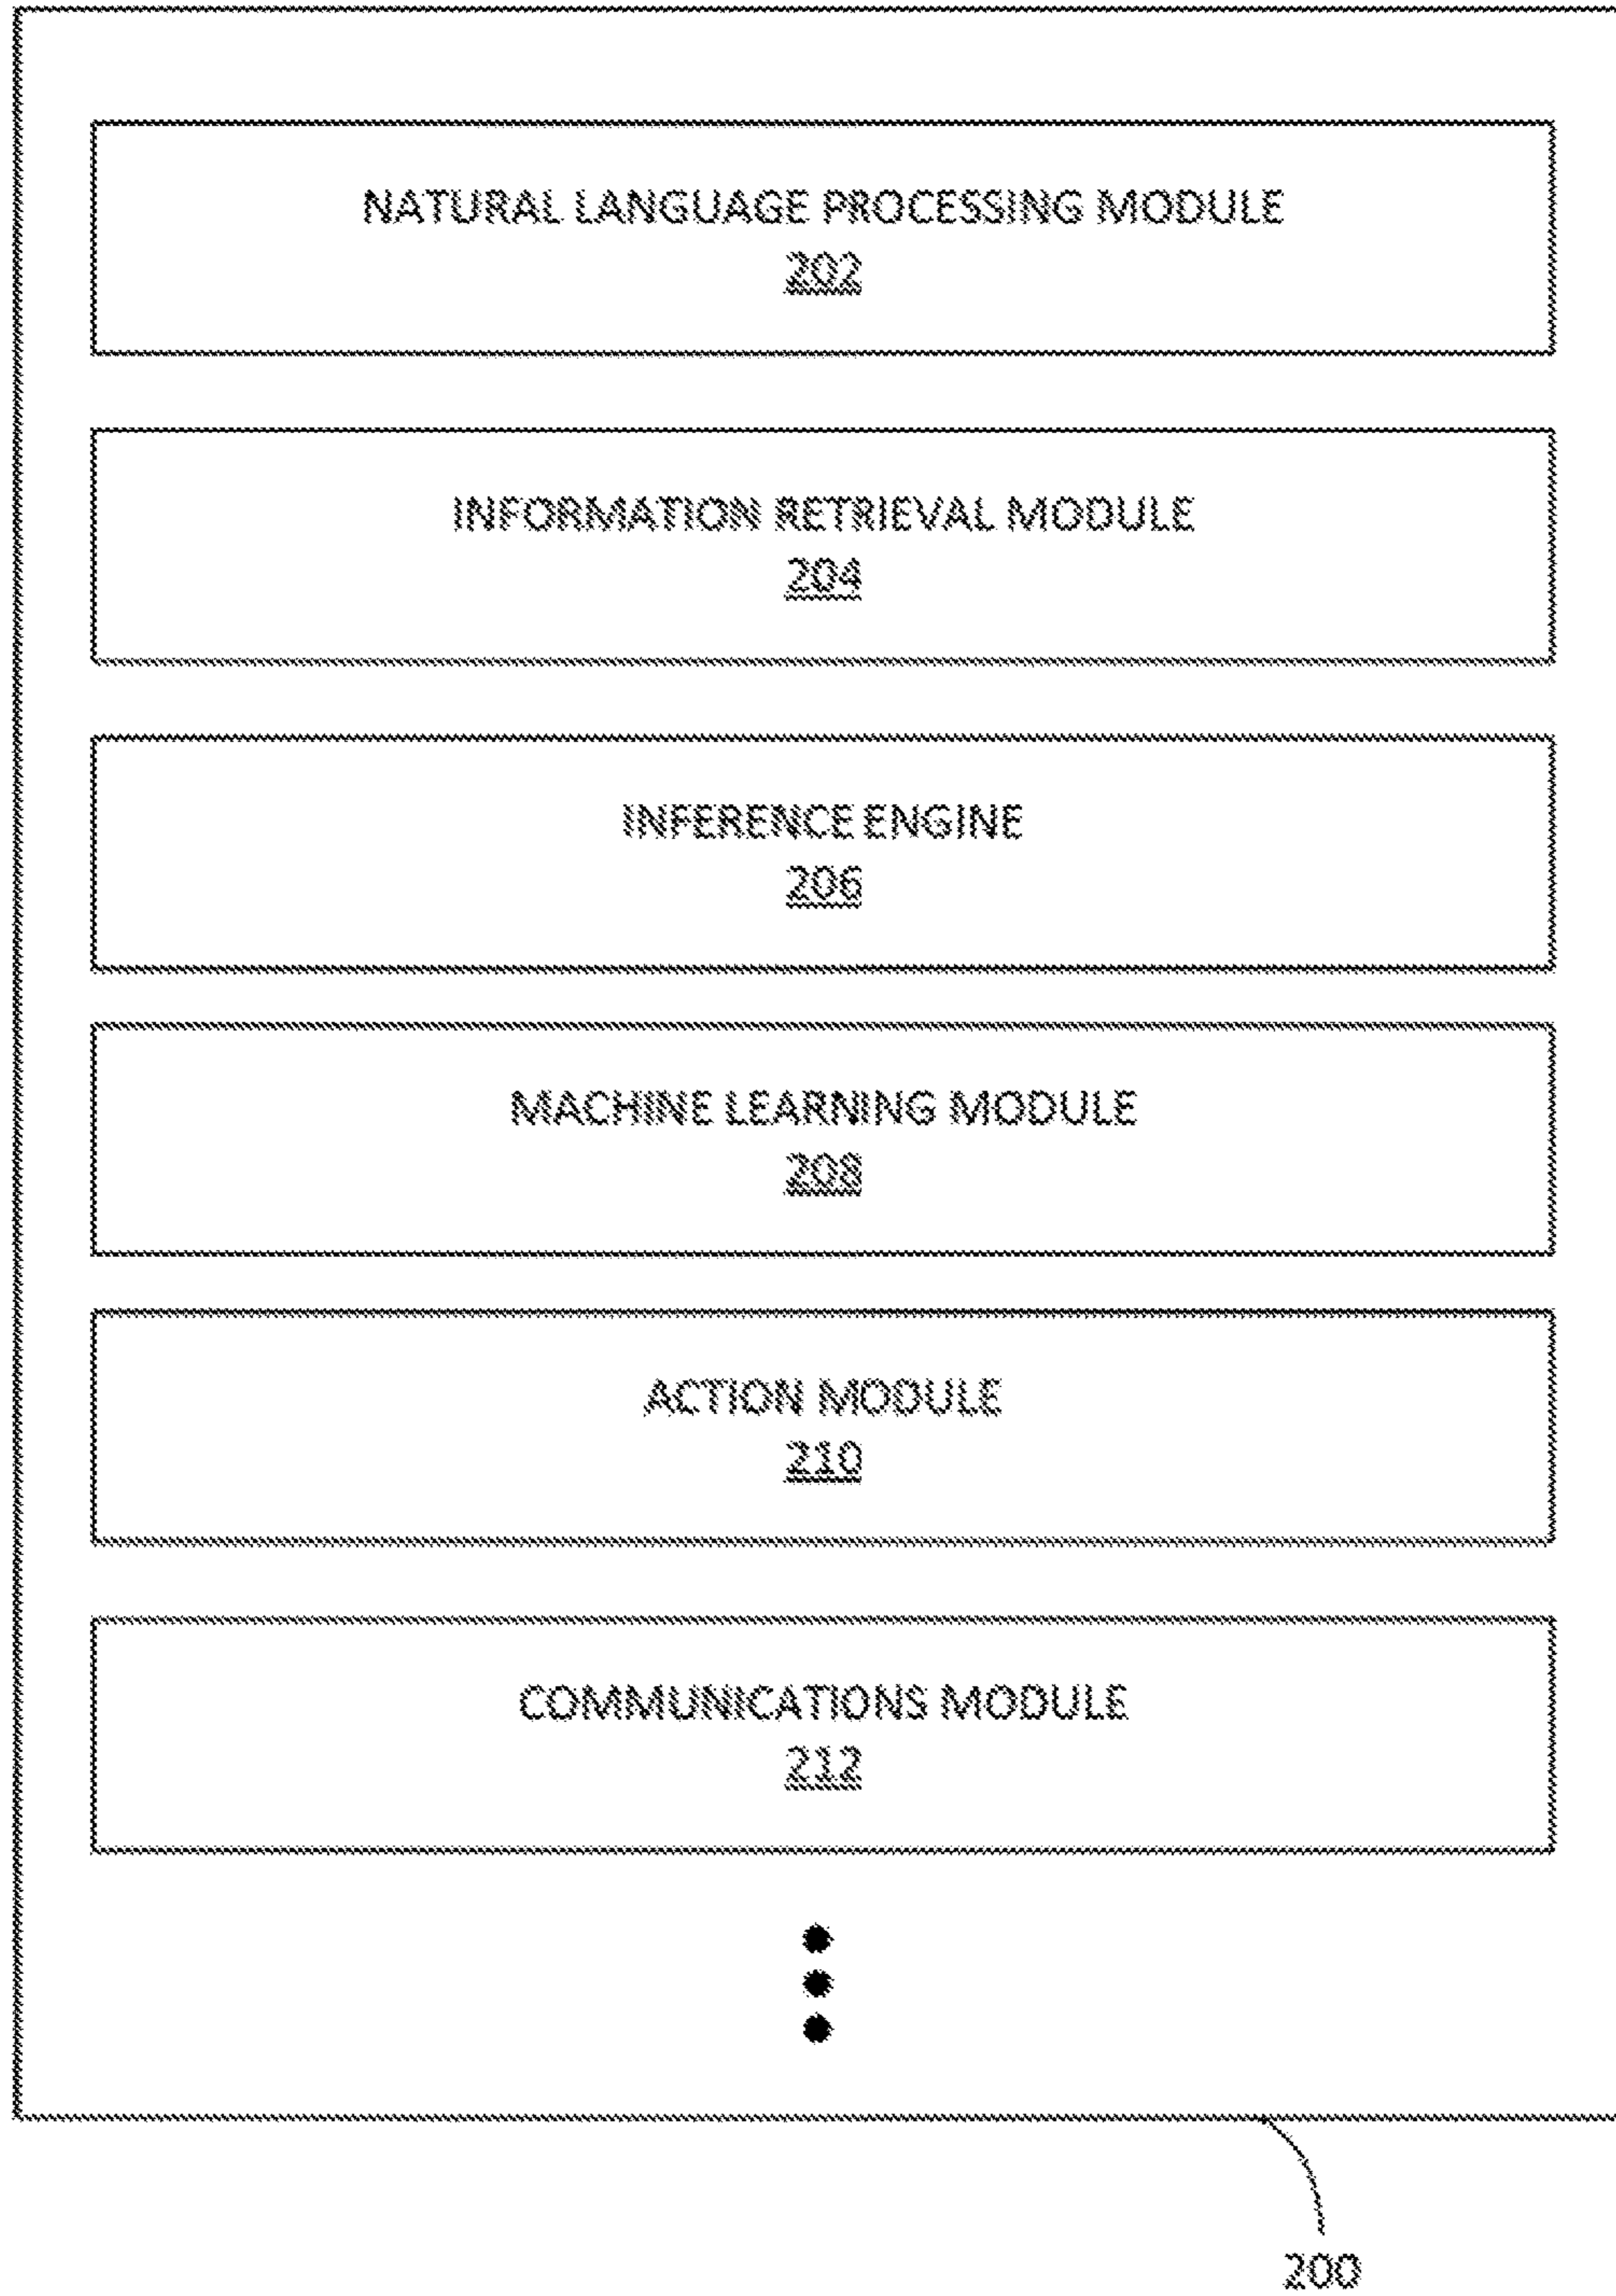 NATURAL LANGUAGE PROCESSING MODULE
202
INFORMATION RETRIEVAL MODULE
204
INFERENCE ENGINE
206
MACHINE LEARNING MODULE
208
ACTION MODULE
210
COMMUNICATIONS MODULE
212
200